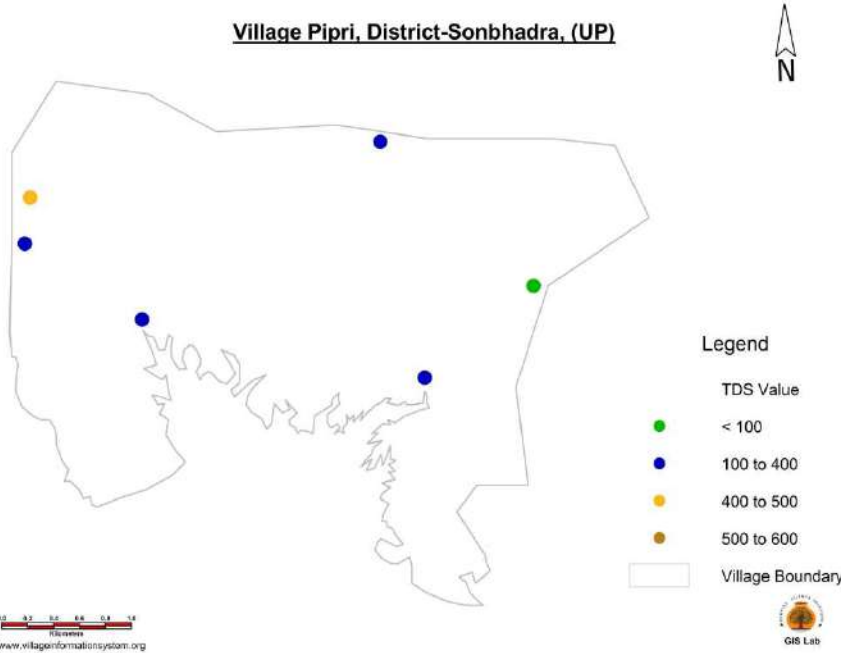 Village Pipri, District-Sonbhadra, (UP)
N
Legend
TDS Value
< 100
100 to 400
400 to 500
500 to 600
Village Boundary
Kilometers
www.villageinformationsystem.org
GIS Lab